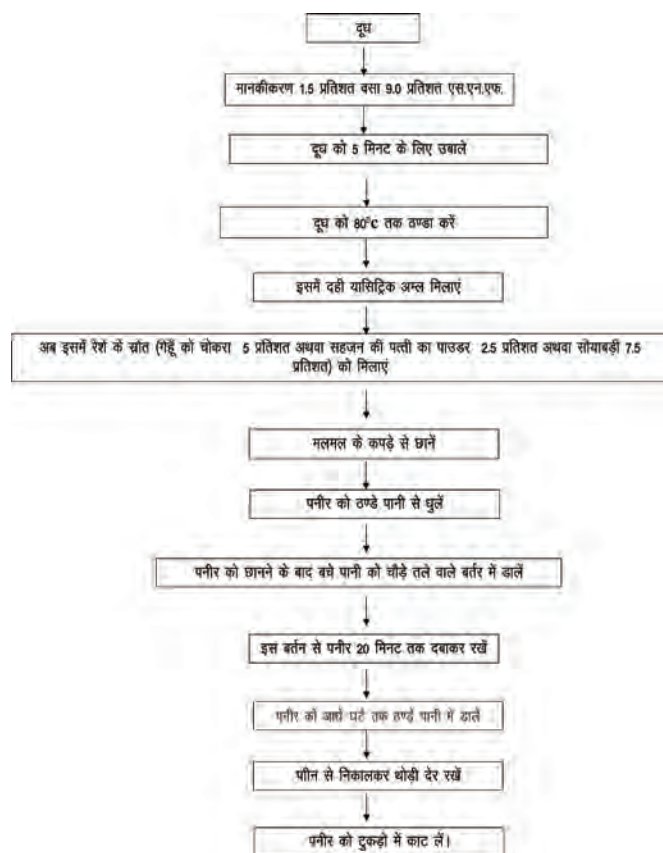 दूध
मानकीकरण 1.5 प्रतिशत वसा 9.0 प्रतिशत एस.एन.एफ.
दूध को 5 मिनट के लिए उबाले
दूध को 80°c तक ठण्डा करें
इसमें दही यासिट्रिक अम्ल मिलाएं
अब इसमें रेशे के स्रोत (गेहूँ को चोकरा 5 प्रतिशत अथवा सहजन की पत्ती का पाउडर 2.5 प्रतिशत अथवा सोयाबड़ी 7.5
प्रतिशत) को मिलाएं
मलमल के कपड़े से छानें
पनीर को ठण्डे पानी से धुलें
पनीर को छानने के बाद बचे पानी को चौड़े तले वाले बर्तर में डालें
इस बर्तन से पनीर 20 मिनट तक दबाकर रखें
पनीर को आधे घंटे तक ठण्डे पानी में डाले
पाीन से निकालकर थोड़ी देर रखें
पनीर को टुकड़ो में काट लें।